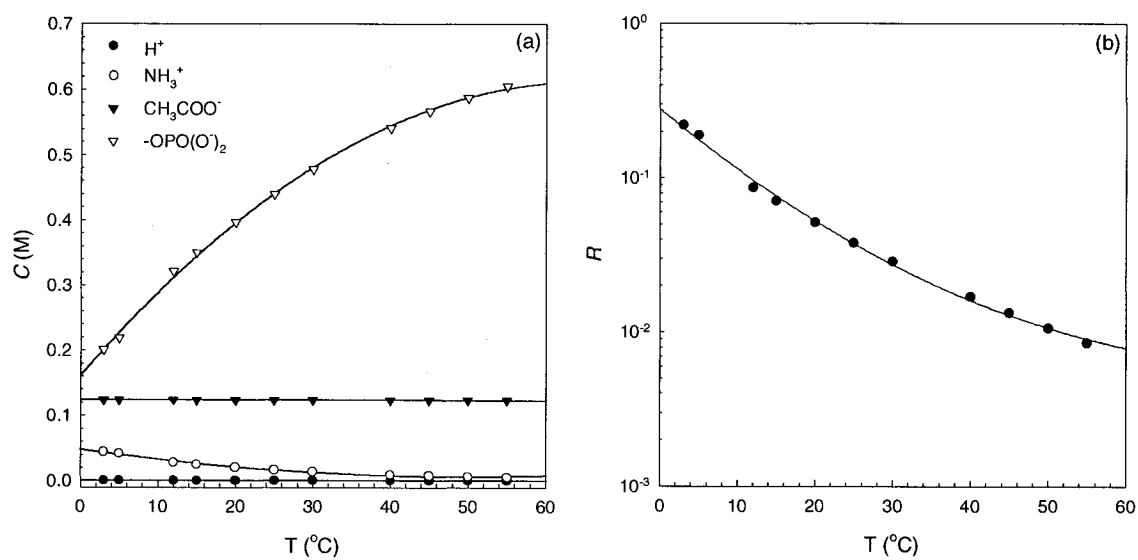 (a)
H⁺
NH₃⁺
CH₃COO⁻
-OPO(O⁻)₂
0.7
0.6
0.5
0.4
0.3
0.2
0.1
0.0
C (M)
0 10 20 30 40 50 60
T (°C)
(b)
10⁰
10⁻¹
10⁻²
10⁻³
R
0 10 20 30 40 50 60
T (°C)